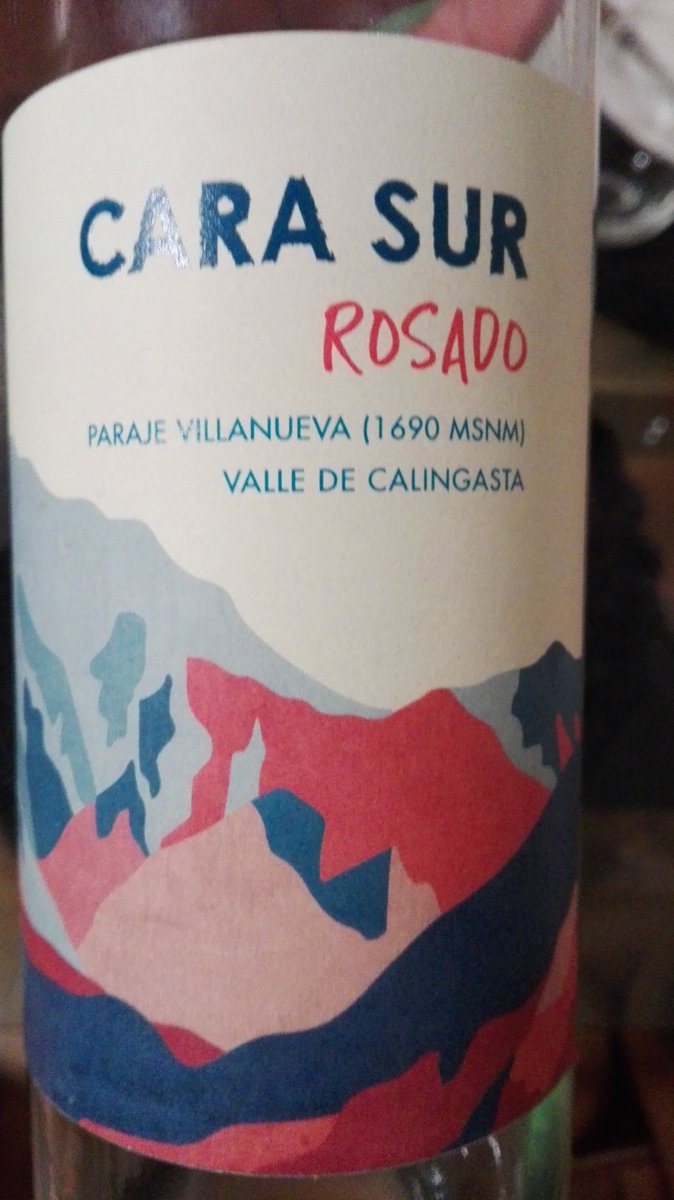 CARA SUR
ROSADO
PARAJE VILLANUEVA (1690 MSNM)
VALLE DE CALINGASTA